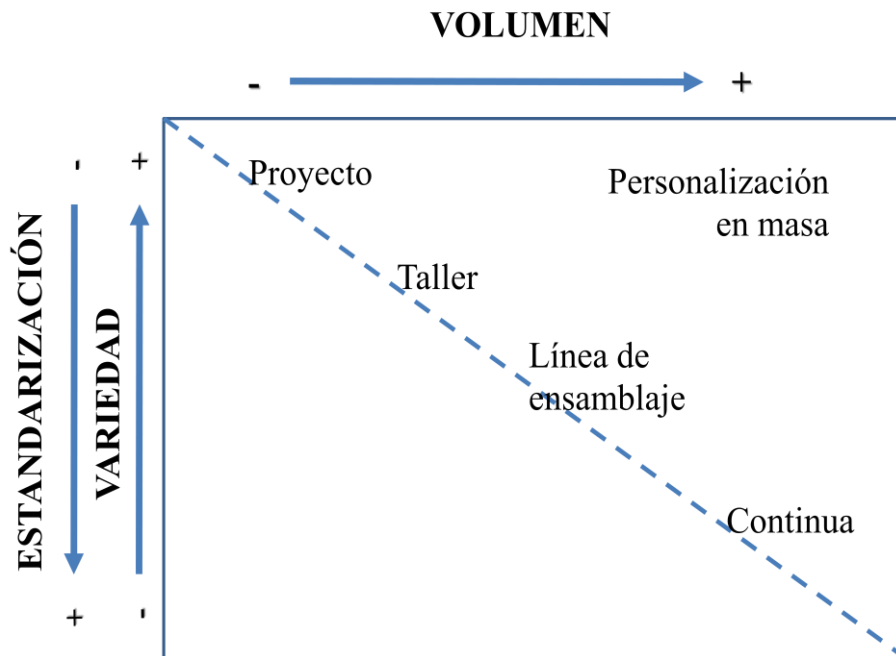 VOLUMEN
- +
- +
Proyecto
Personalización
en masa
Taller
ESTANDARIZACIÓN
VARIEDAD
Línea de
ensamblaje
Continua
+ -